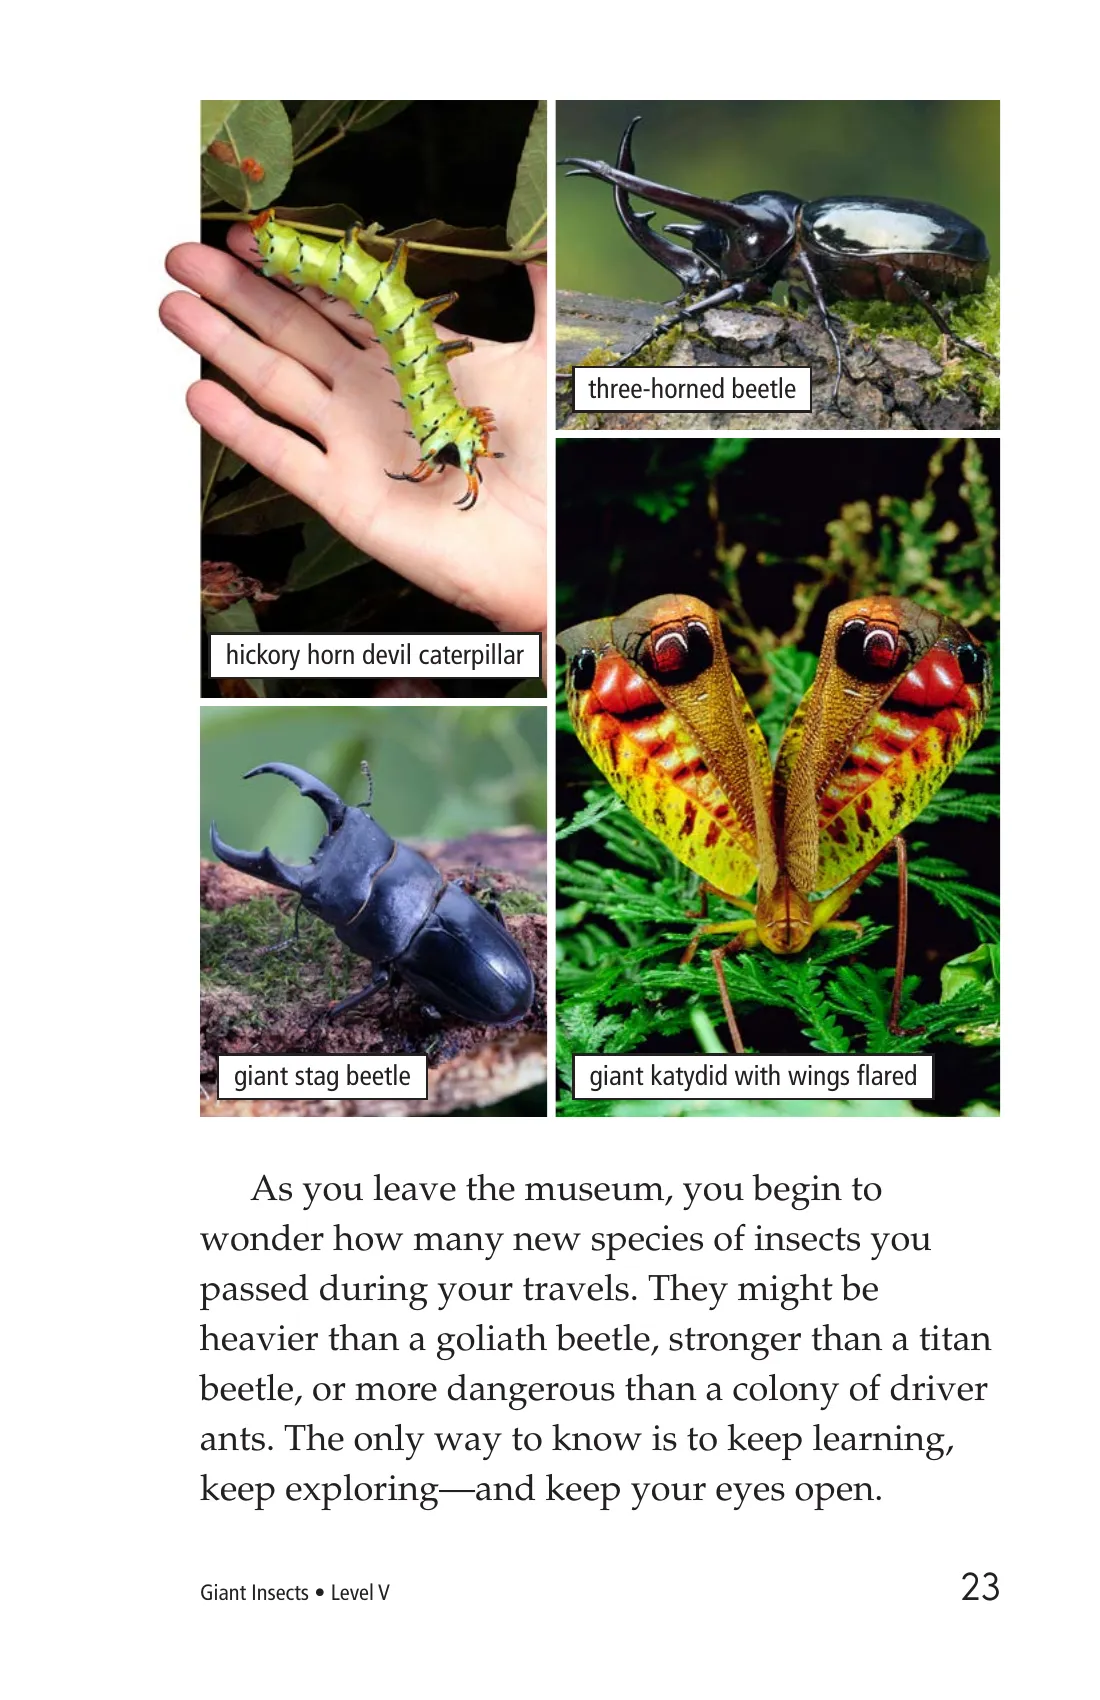 three-horned beetle
hickory horn devil caterpillar
giant stag beetle
giant katydid with wings flared
As you leave the museum, you begin to
wonder how many new species of insects you
passed during your travels. They might be
heavier than a goliath beetle, stronger than a titan
beetle, or more dangerous than a colony of driver
ants. The only way to know is to keep learning,
keep exploring—and keep your eyes open.
Giant Insects • Level V
23